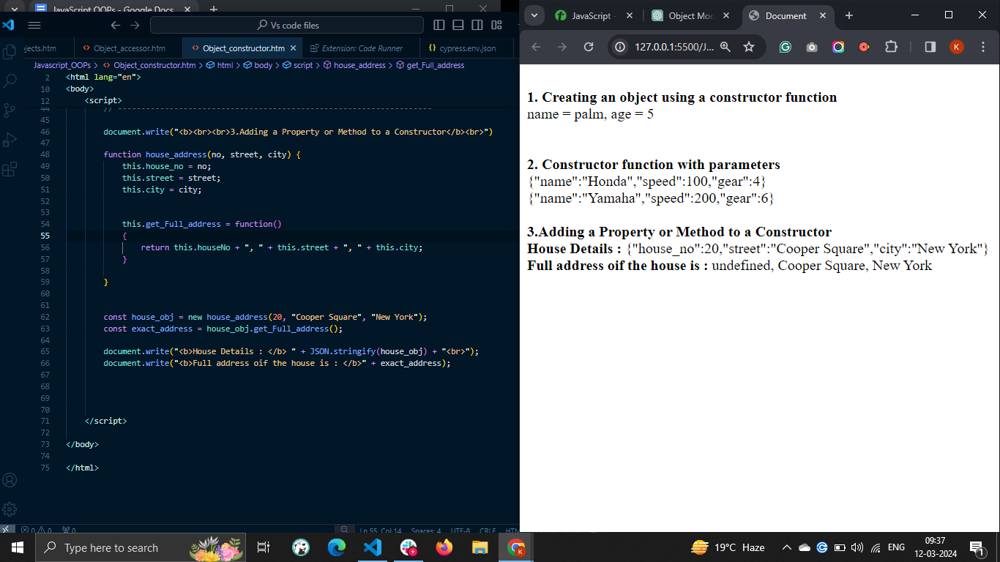 JavaScript OOPs - Google Docs
Vs code files
jects.htm
Object_accessor.htm
Object_constructor.htm
Extension: Code Runner
cypress.env.json
Javascript_OOPs > Object_constructor.htm > html > body > script > house_address > get_Full_address
2 <html lang="en">
10 <body>
12 <script>
44 // -------------------------------------------------------------------
45
46 document.write("<b><br><br>3.Adding a Property or Method to a Constructor</b><br>")
47
48 function house_address(no, street, city) {
49 this.house_no = no;
50 this.street = street;
51 this.city = city;
52
53
54 this.get_Full_address = function()
55 {
56 return this.houseNo + ", " + this.street + ", " + this.city;
57 }
58
59 }
60
61
62 const house_obj = new house_address(20, "Cooper Square", "New York");
63 const exact_address = house_obj.get_Full_address();
64
65 document.write("<b>House Details : </b> " + JSON.stringify(house_obj) + "<br>");
66 document.write("<b>Full address oif the house is : </b>" + exact_address);
67
68
69
70
71 </script>
72
73 </body>
74
75 </html>
0 0 0
Ln 55, Col 14 Spaces: 4 UTF-8 CRLF HTM
JavaScript -
Object Mod
Document
127.0.0.1:5500/J...
K
1. Creating an object using a constructor function
name = palm, age = 5
2. Constructor function with parameters
{"name":"Honda","speed":100,"gear":4}
{"name":"Yamaha","speed":200,"gear":6}
3.Adding a Property or Method to a Constructor
House Details : {"house_no":20,"street":"Cooper Square","city":"New York"}
Full address oif the house is : undefined, Cooper Square, New York
Type here to search
19°C Haze
ENG
09:37
12-03-2024
1